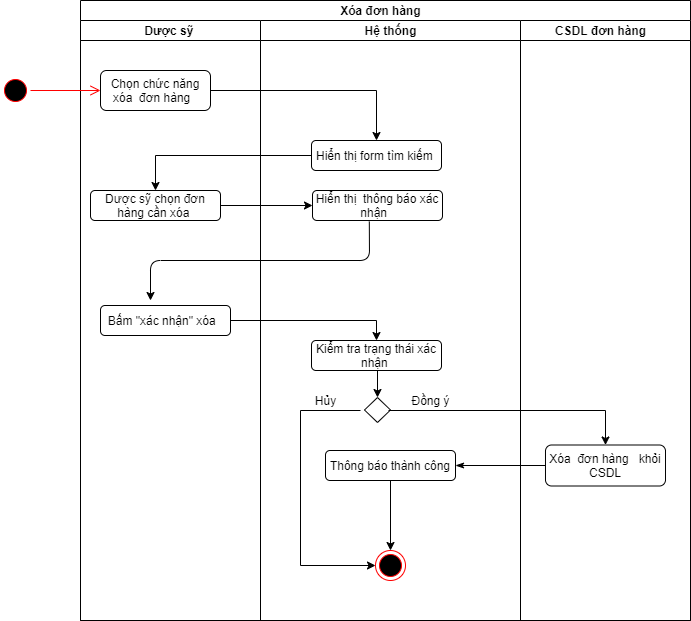 Xóa đơn hàng
Dược sỹ
Hệ thống
CSDL đơn hàng
Chọn chức năng
xóa đơn hàng
Hiển thị form tìm kiếm
Dược sỹ chọn đơn
hàng cần xóa
Hiển thị thông báo xác
nhận
Bấm "xác nhận" xóa
Kiểm tra trạng thái xác
nhận
Hủy
Đồng ý
Thông báo thành công
Xóa đơn hàng khỏi
CSDL